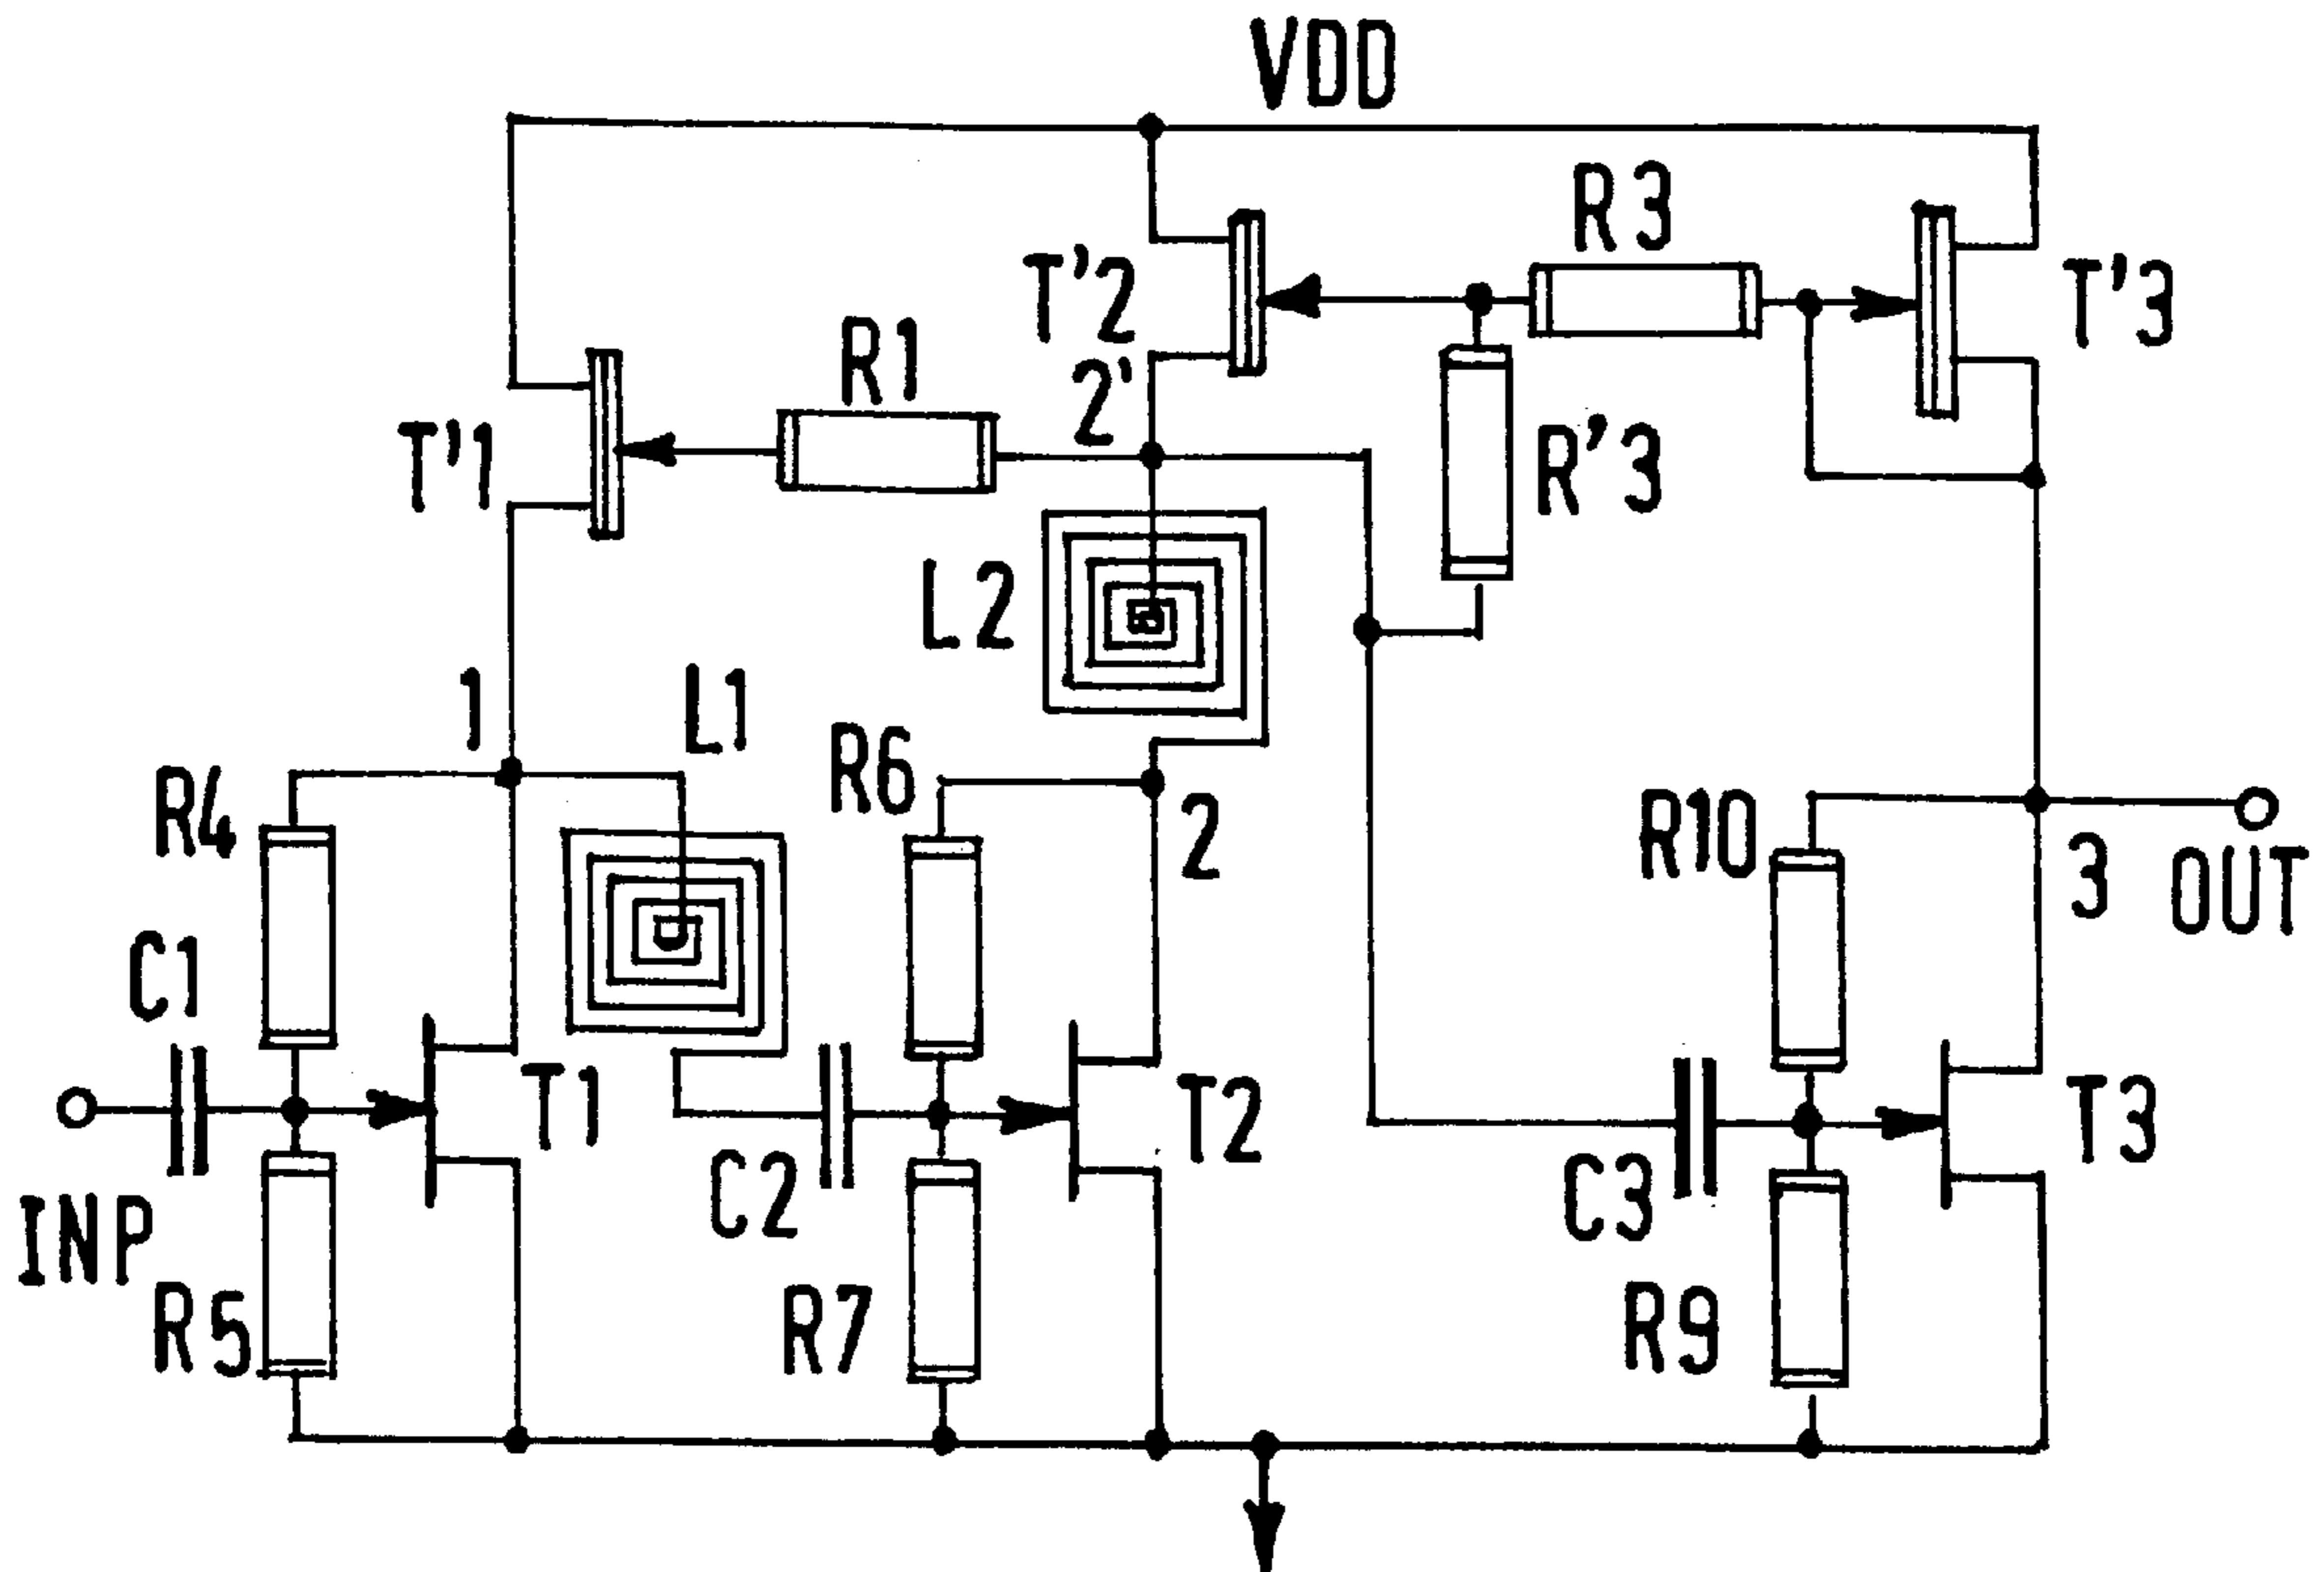 VDD
R3
T'2
T'3
R1
2'
T'1
R'3
L2
1
L1
R6
R4
2
R10
3
OUT
C1
T1
T2
T3
C2
C3
INP
R5
R7
R9